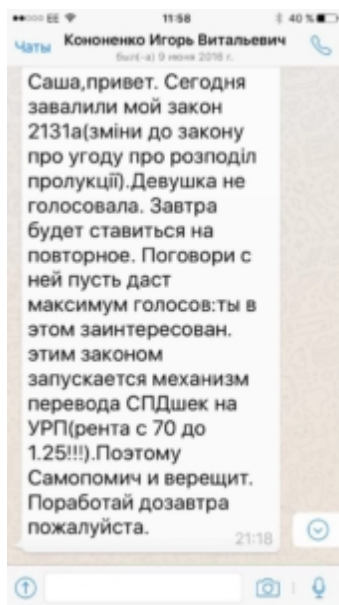 EE 11:58 40 %
Чаты Кононенко Игорь Витальевич
был(-а) 9 июня 2016 г.
Саша,привет. Сегодня
завалили мой закон
2131а(зміни до закону
про угоду про розподіл
пролукції).Девушка не
голосовала. Завтра
будет ставиться на
повторное. Поговори с
ней пусть даст
максимум голосов:ты в
этом заинтересован.
этим законом
запускается механизм
перевода СПДшек на
УРП(рента с 70 до
1.25!!!).Поэтому
Самопомич и верещит.
Поработай дозавтра
пожалуйста.
21:18